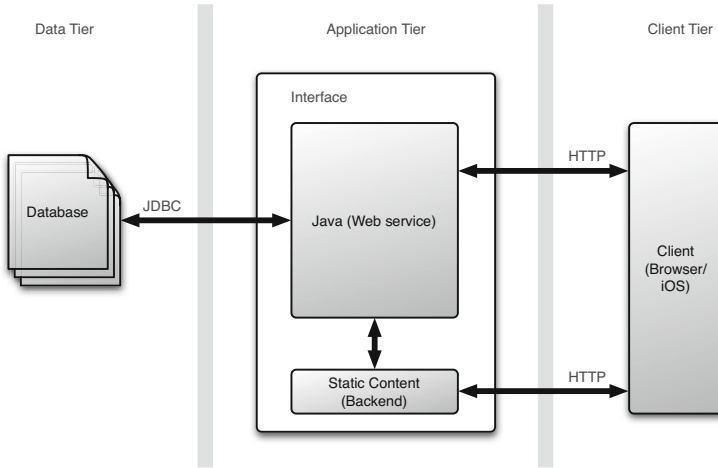 Data Tier
Application Tier
Client Tier
Interface
HTTP
Database
JDBC
Java (Web service)
Client
(Browser/
iOS)
HTTP
Static Content
(Backend)